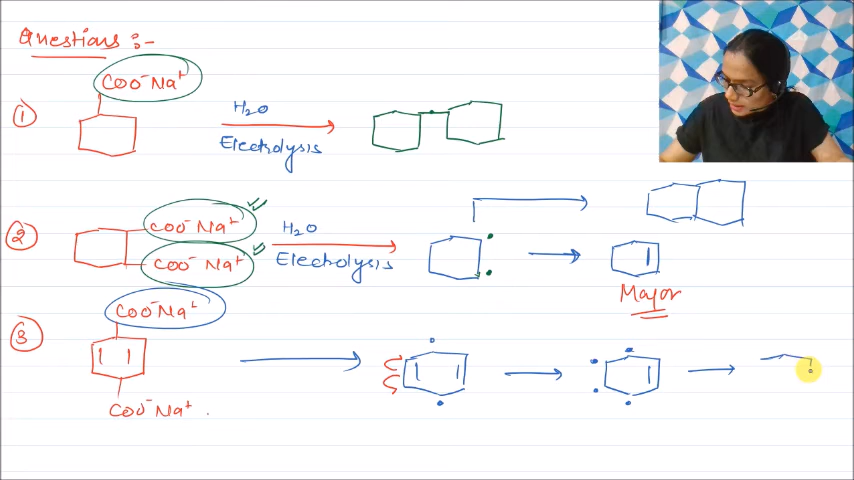 Questions :-
COO⁻Na⁺
① H₂O
Electrolysis
② COO⁻Na⁺ H₂O
COO⁻Na⁺ Electrolysis
Major
③ COO⁻Na⁺
COO⁻Na⁺.